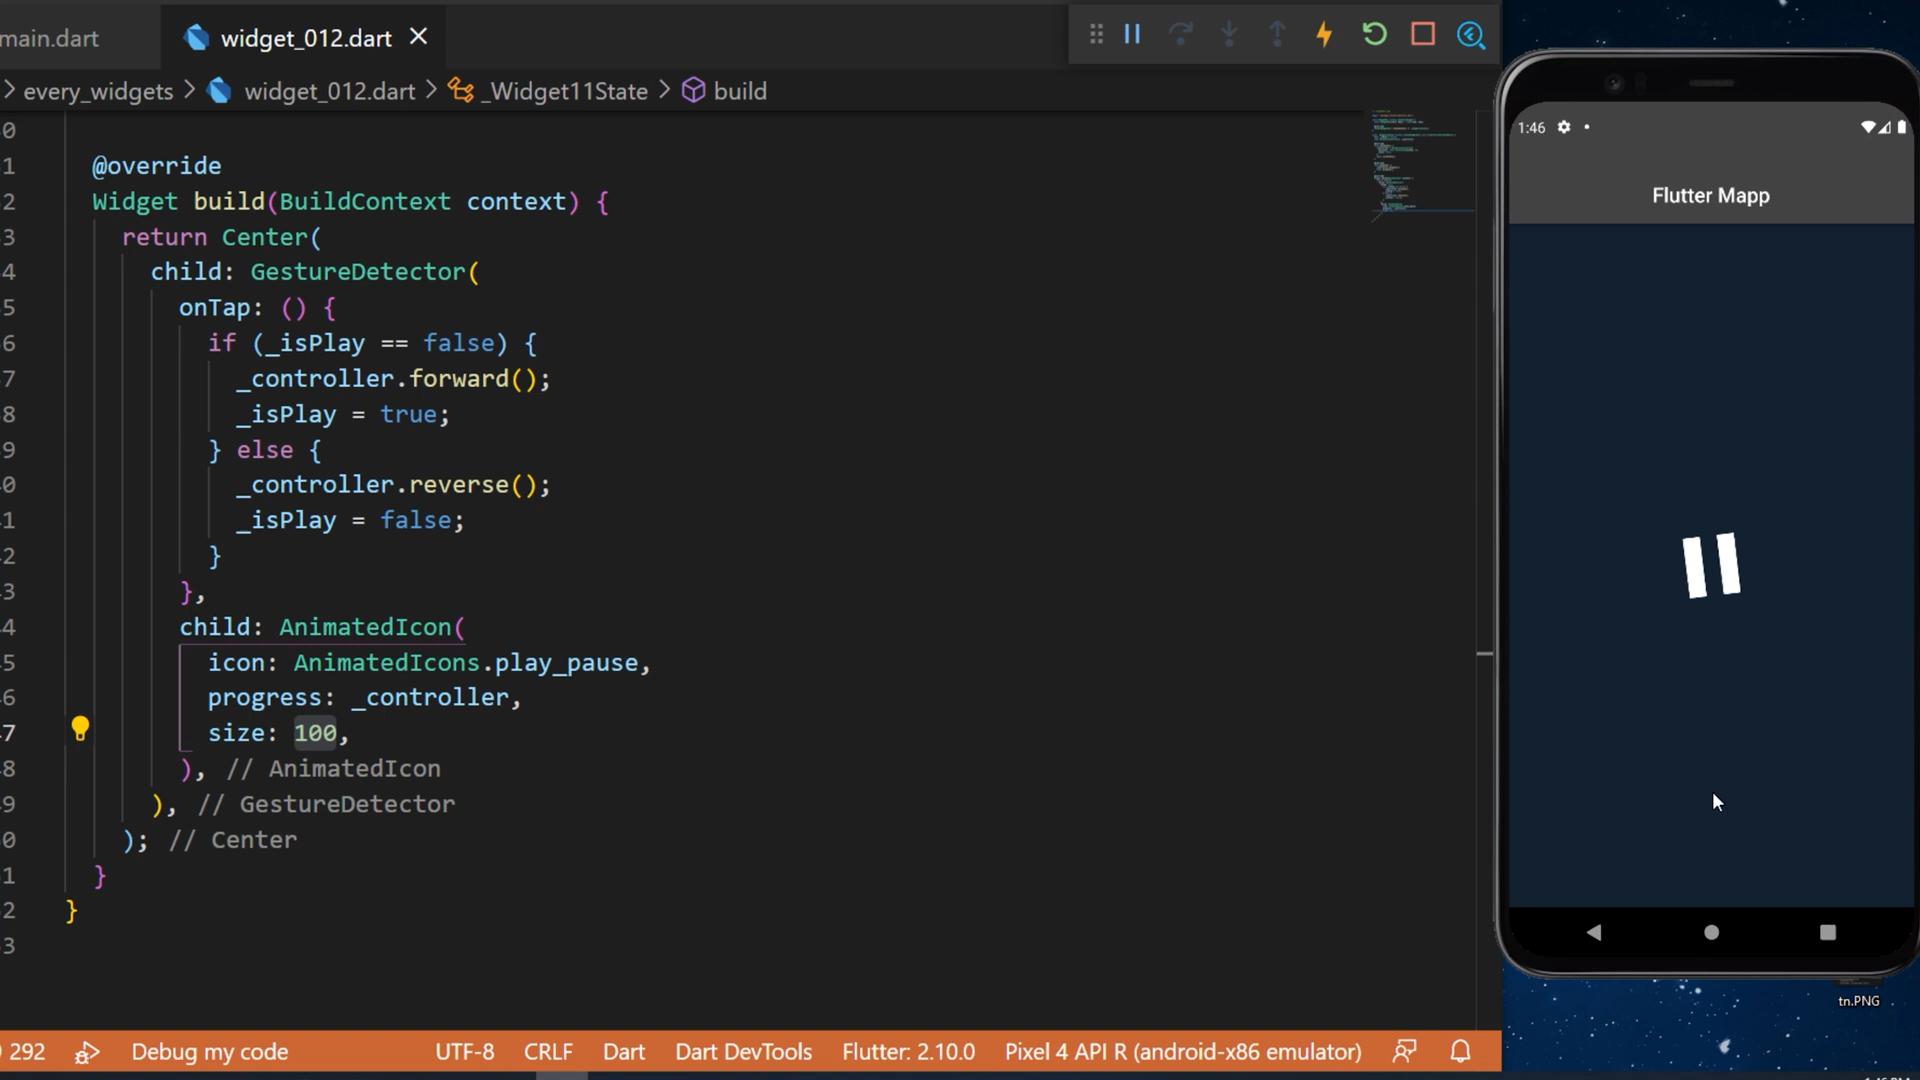 main.dart
widget_012.dart
every_widgets > widget_012.dart > _Widget11State > build
0
1 @override
2 Widget build(BuildContext context) {
3 return Center(
4 child: GestureDetector(
5 onTap: () {
6 if (_isPlay == false) {
7 _controller.forward();
8 _isPlay = true;
9 } else {
0 _controller.reverse();
1 _isPlay = false;
2 }
3 },
4 child: AnimatedIcon(
5 icon: AnimatedIcons.play_pause,
6 progress: _controller,
7 size: 100,
8 ), // AnimatedIcon
9 ), // GestureDetector
0 ); // Center
1 }
2 }
3
292 Debug my code UTF-8 CRLF Dart Dart DevTools Flutter: 2.10.0 Pixel 4 API R (android-x86 emulator)
1:46
Flutter Mapp
tn.PNG